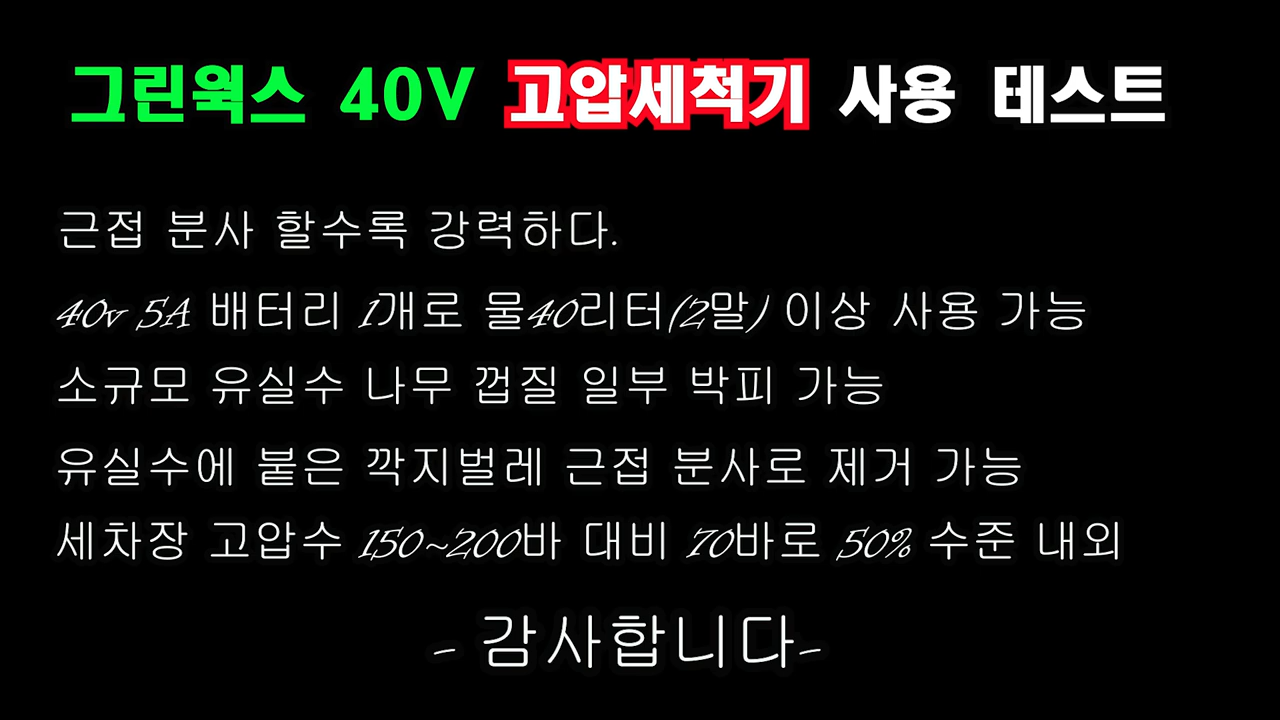 그린웍스 40V 고압세척기 사용 테스트
근접 분사 할수록 강력하다.
40v 5A 배터리 1개로 물40리터(2말) 이상 사용 가능
소규모 유실수 나무 껍질 일부 박피 가능
유실수에 붙은 깍지벌레 근접 분사로 제거 가능
세차장 고압수 150~200바 대비 70바로 50% 수준 내외
- 감사합니다-